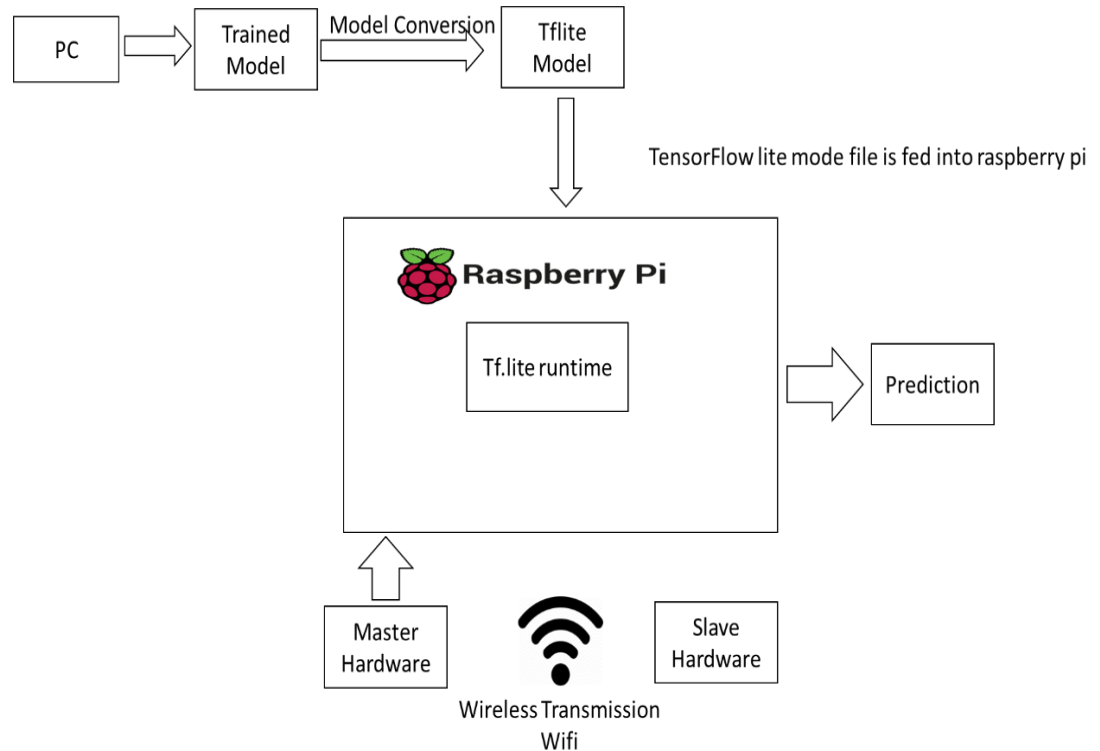 PC
Trained
Model
Model Conversion
Tflite
Model
TensorFlow lite mode file is fed into raspberry pi
Raspberry Pi
Tf.lite runtime
Prediction
Master
Hardware
Slave
Hardware
Wireless Transmission
Wifi